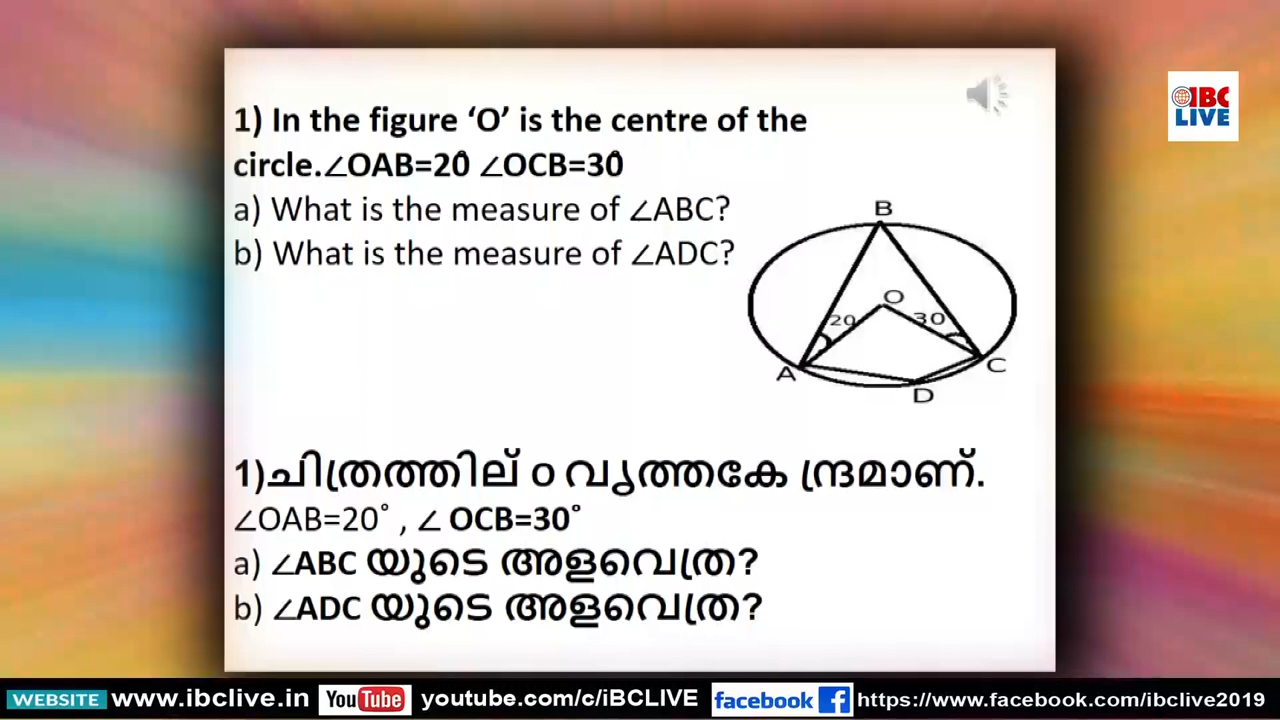 1) In the figure ‘O’ is the centre of the
circle.∠OAB=20° ∠OCB=30°
a) What is the measure of ∠ABC?
b) What is the measure of ∠ADC?
B
O
20
30
A
C
D
1)ചിത്രത്തില് o വൃത്തകേ ന്ദ്രമാണ്.
∠OAB=20° , ∠ OCB=30°
a) ∠ABC യുടെ അളവെത്ര?
b) ∠ADC യുടെ അളവെത്ര?
IBC
LIVE
WEBSITE www.ibclive.in YouTube youtube.com/c/iBCLIVE facebook f https://www.facebook.com/ibclive2019